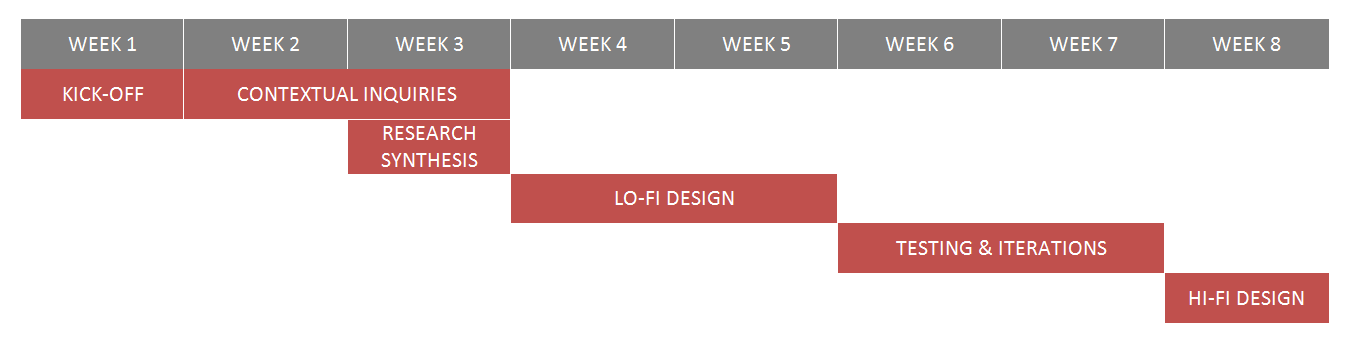 WEEK 1 WEEK 2 WEEK 3 WEEK 4 WEEK 5 WEEK 6 WEEK 7 WEEK 8
KICK-OFF CONTEXTUAL INQUIRIES
RESEARCH
SYNTHESIS
LO-FI DESIGN
TESTING & ITERATIONS
HI-FI DESIGN